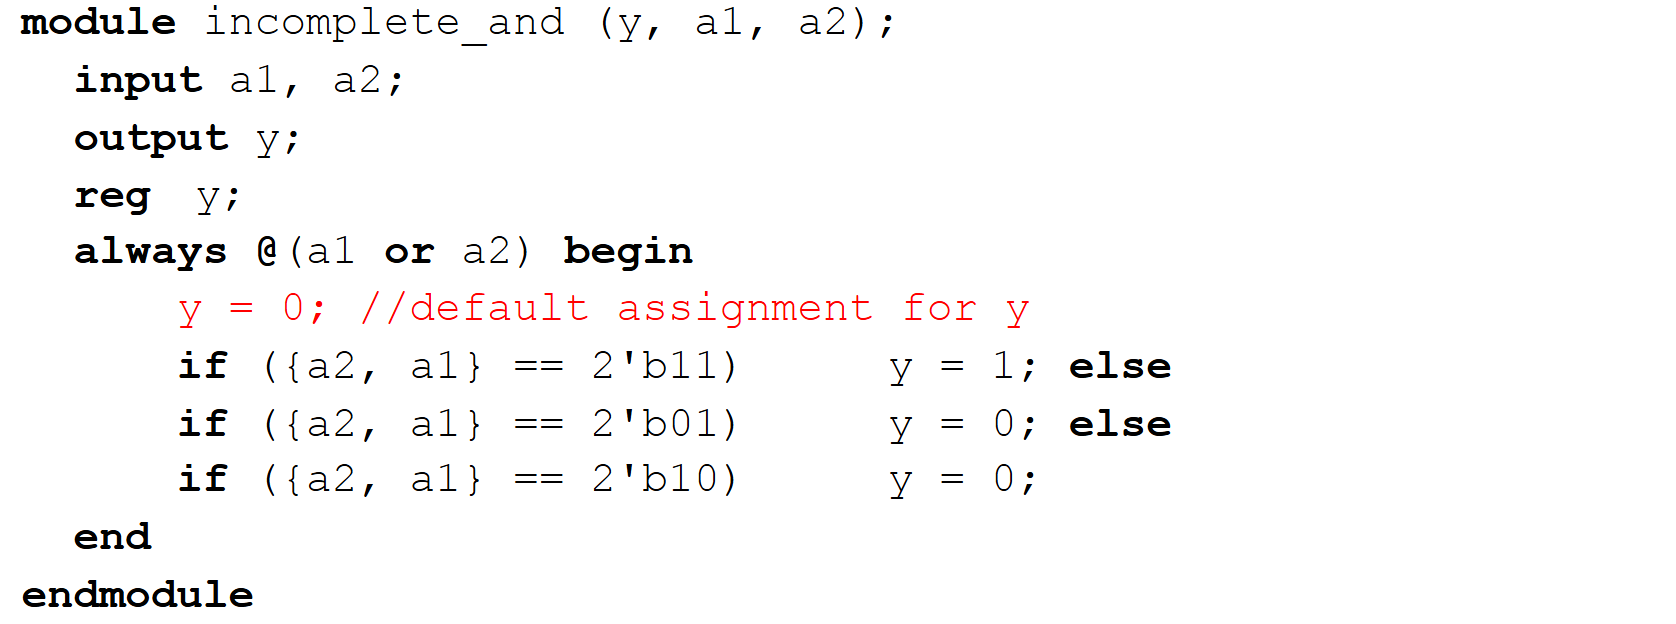 module incomplete_and (y, a1, a2);
input a1, a2;
output y;
reg y;
always @(a1 or a2) begin
y = 0; //default assignment for y
if ({a2, a1} == 2'b11) y = 1; else
if ({a2, a1} == 2'b01) y = 0; else
if ({a2, a1} == 2'b10) y = 0;
end
endmodule